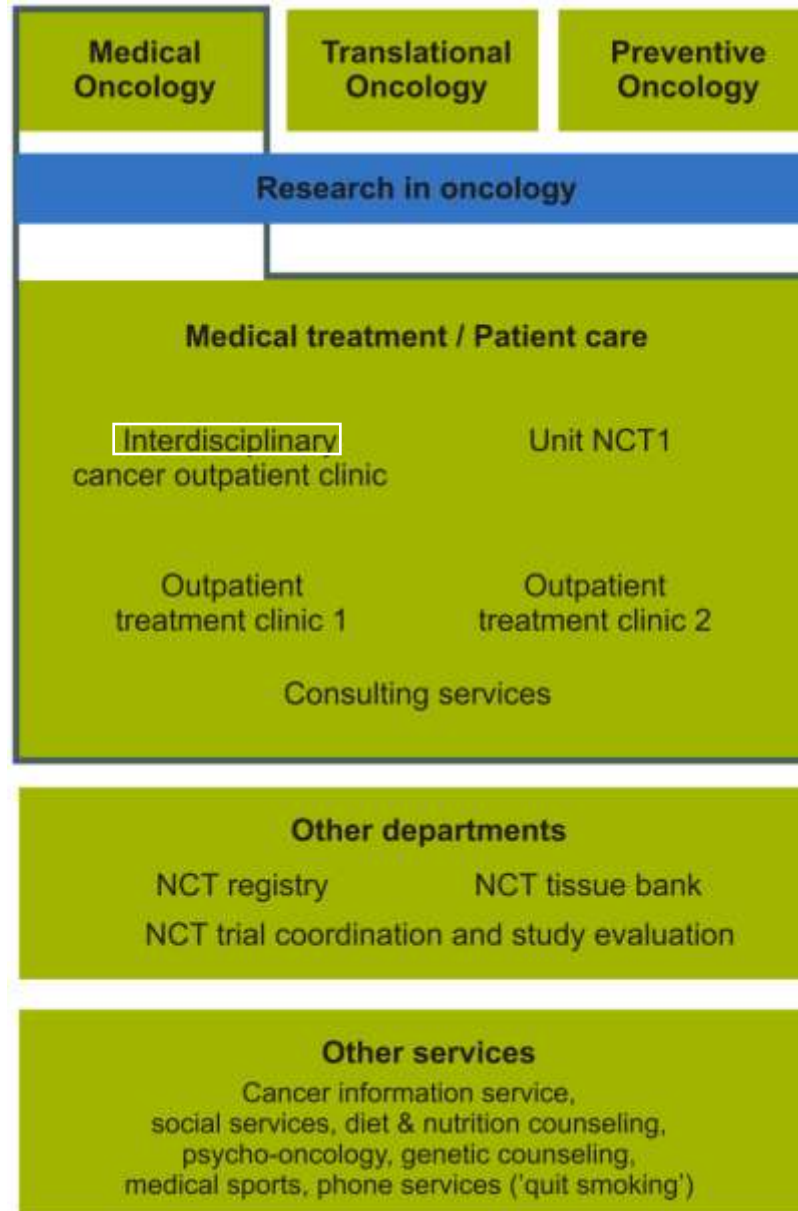 Medical
Oncology
Translational
Oncology
Preventive
Oncology
Research in oncology
Medical treatment / Patient care
Interdisciplinary
cancer outpatient clinic
Unit NCT1
Outpatient
treatment clinic 1
Outpatient
treatment clinic 2
Consulting services
Other departments
NCT registry
NCT tissue bank
NCT trial coordination and study evaluation
Other services
Cancer information service,
social services, diet & nutrition counseling,
psycho-oncology, genetic counseling,
medical sports, phone services ('quit smoking')